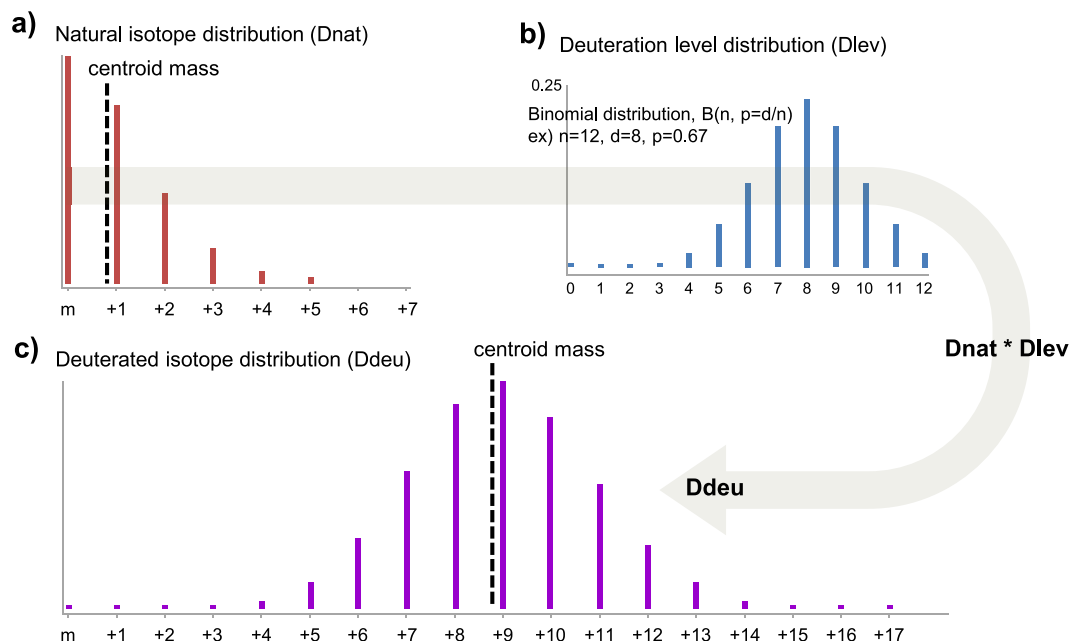 a)
Natural isotope distribution (Dnat)
centroid mass
m +1 +2 +3 +4 +5 +6 +7
b)
Deuteration level distribution (Dlev)
0.25
Binomial distribution, B(n, p=d/n)
ex) n=12, d=8, p=0.67
0 1 2 3 4 5 6 7 8 9 10 11 12
Dnat * Dlev
c)
Deuterated isotope distribution (Ddeu)
centroid mass
Ddeu
m +1 +2 +3 +4 +5 +6 +7 +8 +9 +10 +11 +12 +13 +14 +15 +16 +17